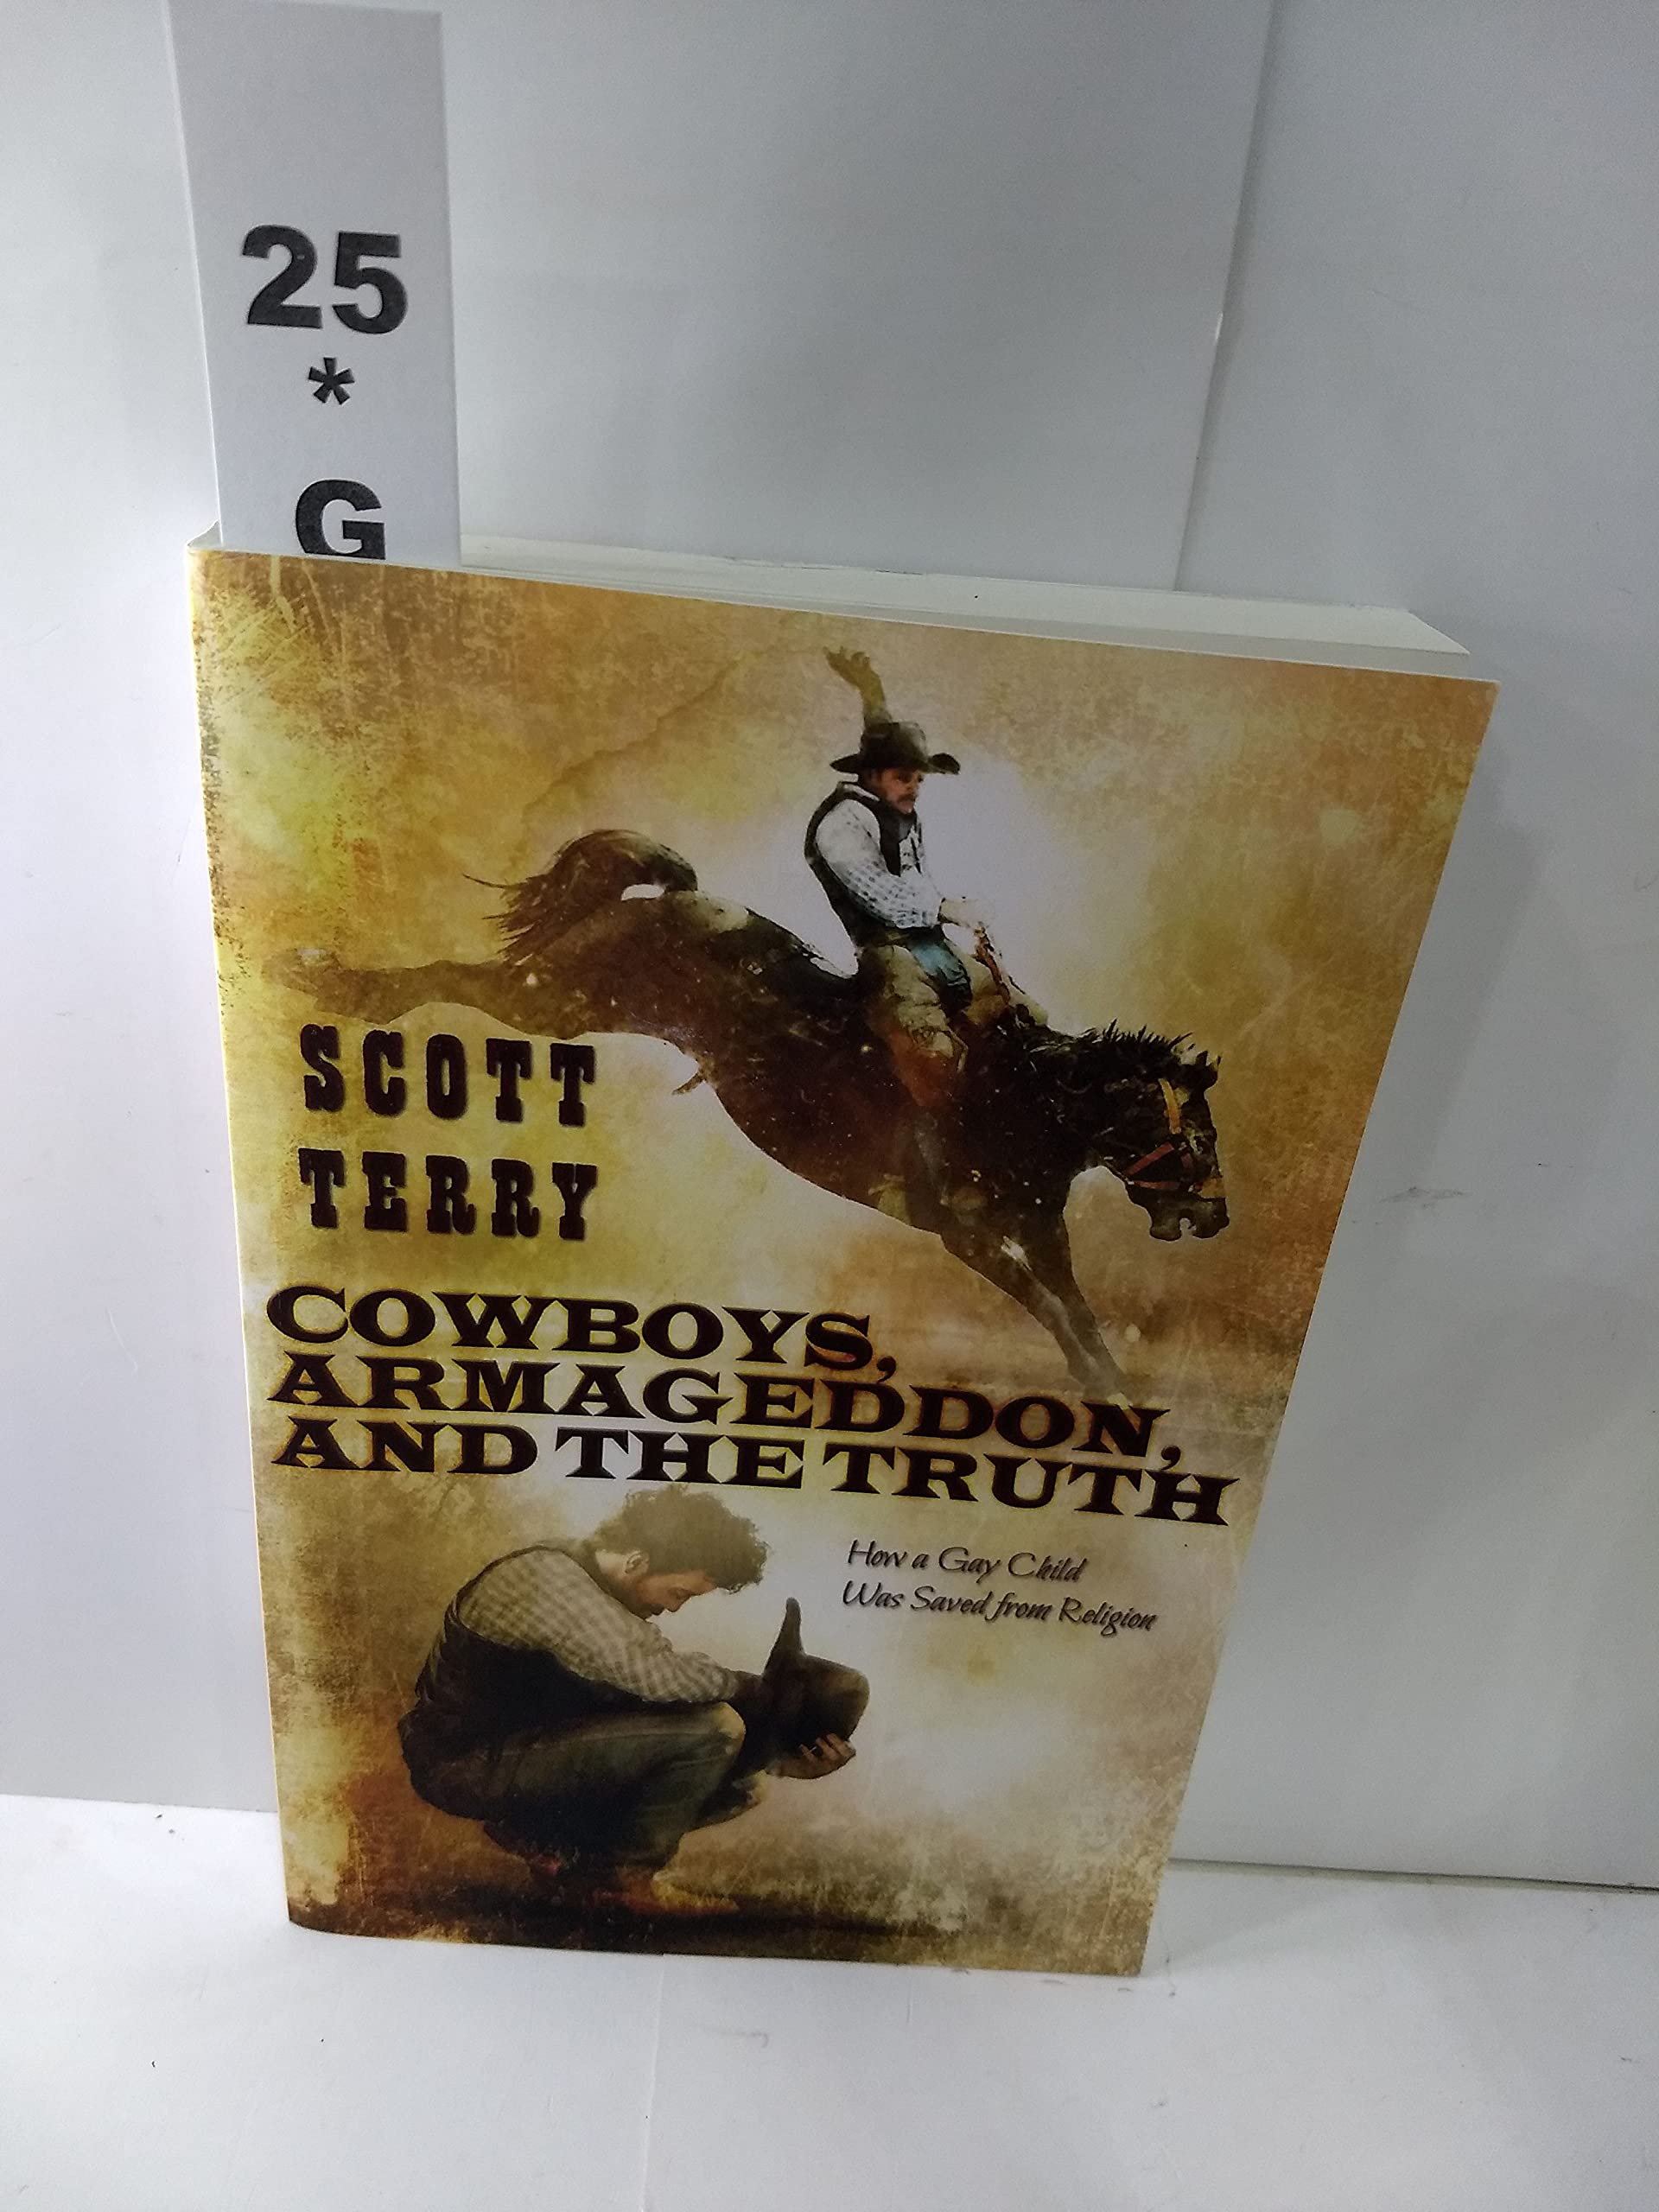 25
*
G
SCOTT
TERRY
COWBOYS,
ARMAGEDDON,
AND THE TRUTH
How a Gay Child
Was Saved from Religion